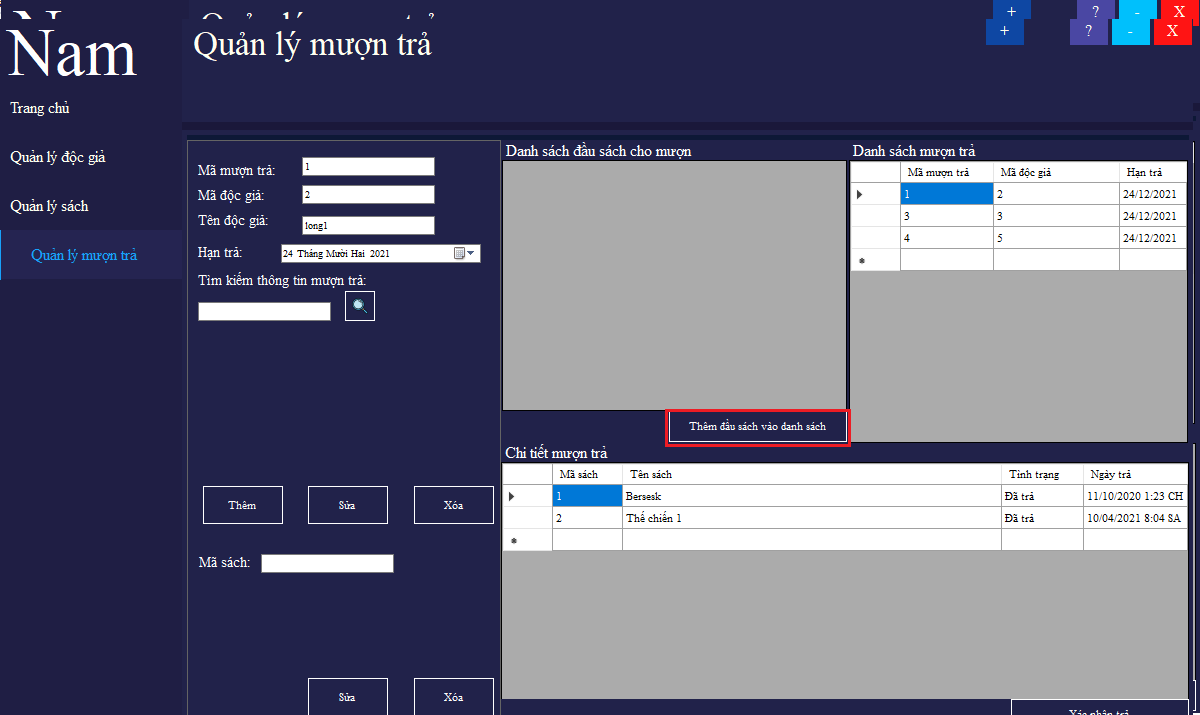 Nam
Quản lý mượn trả
+ ? - X
+ ? - X
Trang chủ
Quản lý độc giả
Quản lý sách
Quản lý mượn trả
Mã mượn trả: 1
Mã độc giả: 2
Tên độc giả: long1
Hạn trả: 24 Tháng Mười Hai 2021
Tìm kiếm thông tin mượn trả:
Thêm Sửa Xóa
Mã sách:
Sửa Xóa
Danh sách đầu sách cho mượn
Thêm đầu sách vào danh sách
Danh sách mượn trả
Mã mượn trả Mã độc giả Hạn trả
1 2 24/12/2021
3 3 24/12/2021
4 5 24/12/2021
Chi tiết mượn trả
Mã sách Tên sách Tình trạng Ngày trả
1 Bersesk Đã trả 11/10/2020 1:23 CH
2 Thế chiến 1 Đã trả 10/04/2021 8:04 SA
Xác nhận trả